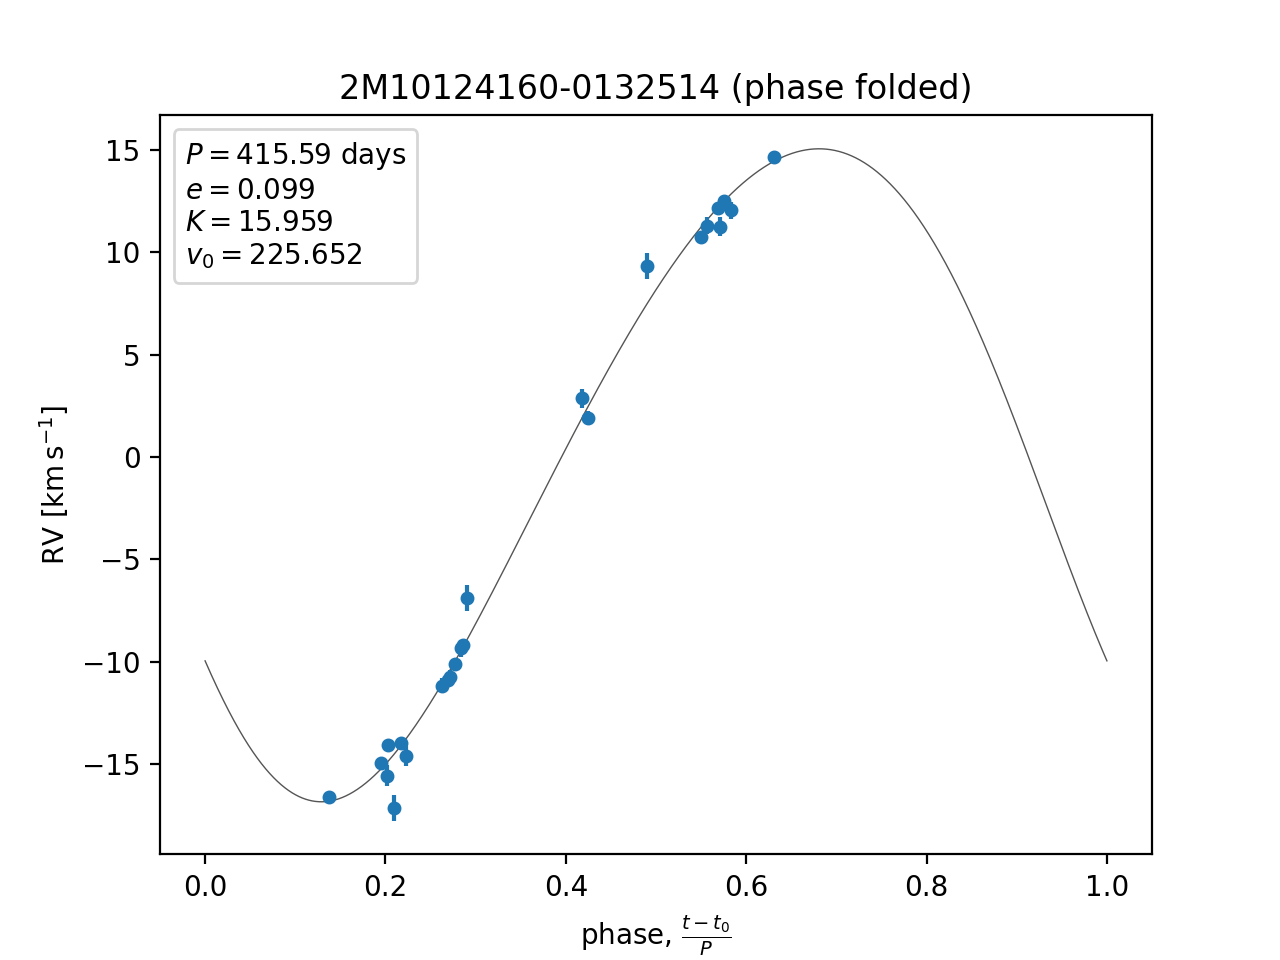 2M10124160-0132514 (phase folded)
P = 415.59 days
e = 0.099
K = 15.959
v₀ = 225.652
15
10
5
0
−5
−10
−15
RV [km s⁻¹]
0.0 0.2 0.4 0.6 0.8 1.0
phase, (t − t₀)/P